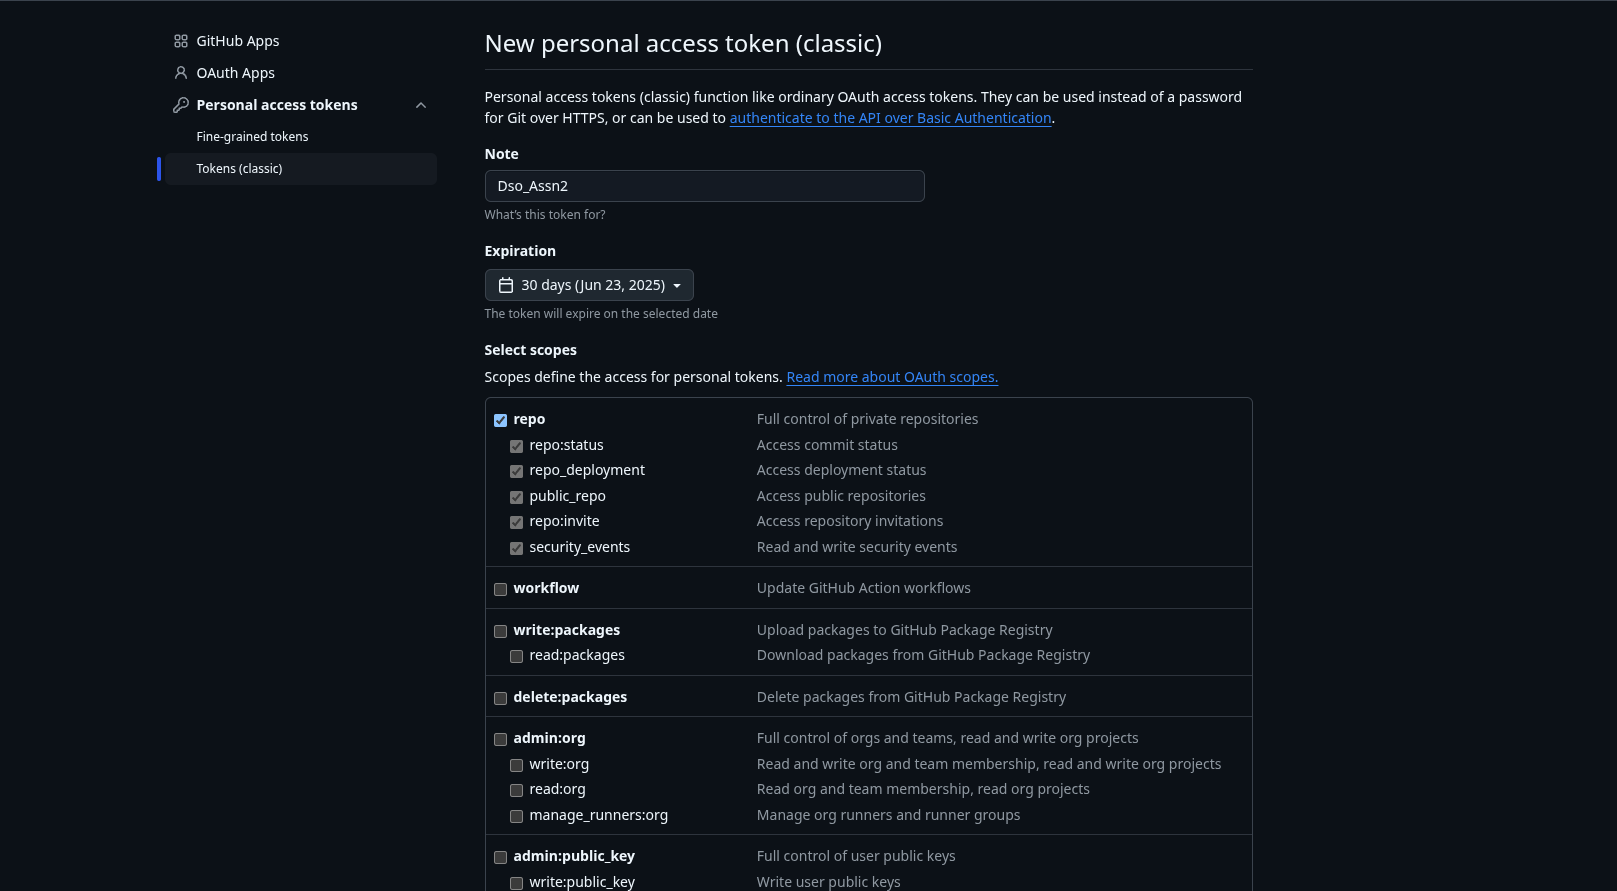 GitHub Apps
OAuth Apps
Personal access tokens
Fine-grained tokens
Tokens (classic)
New personal access token (classic)
Personal access tokens (classic) function like ordinary OAuth access tokens. They can be used instead of a password
for Git over HTTPS, or can be used to authenticate to the API over Basic Authentication.
Note
Dso_Assn2
What's this token for?
Expiration
30 days (Jun 23, 2025)
The token will expire on the selected date
Select scopes
Scopes define the access for personal tokens. Read more about OAuth scopes.
repo Full control of private repositories
repo:status Access commit status
repo_deployment Access deployment status
public_repo Access public repositories
repo:invite Access repository invitations
security_events Read and write security events
workflow Update GitHub Action workflows
write:packages Upload packages to GitHub Package Registry
read:packages Download packages from GitHub Package Registry
delete:packages Delete packages from GitHub Package Registry
admin:org Full control of orgs and teams, read and write org projects
write:org Read and write org and team membership, read and write org projects
read:org Read org and team membership, read org projects
manage_runners:org Manage org runners and runner groups
admin:public_key Full control of user public keys
write:public_key Write user public keys